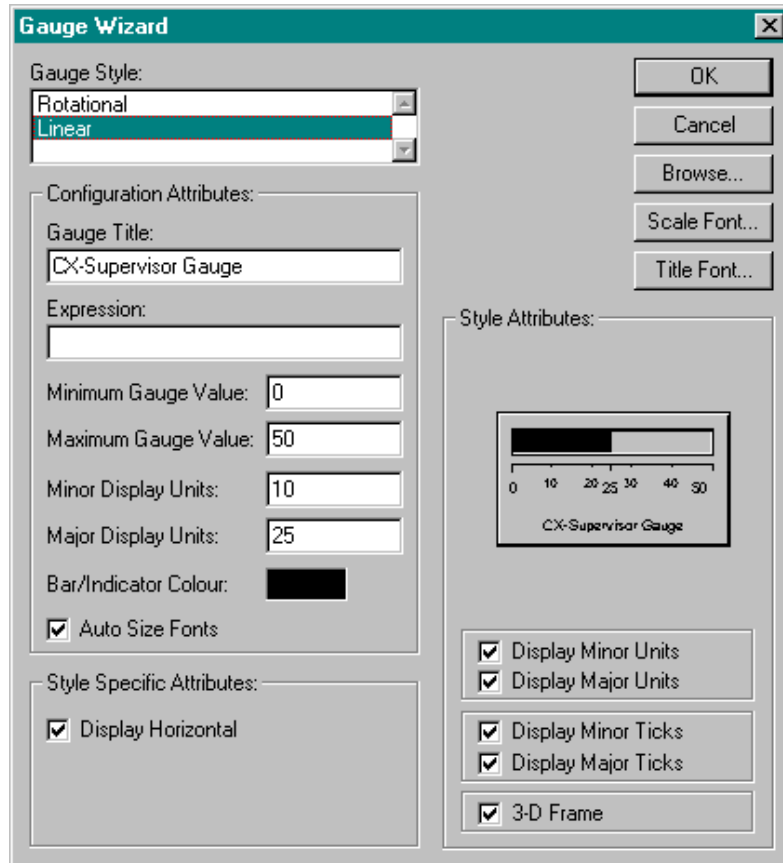 Gauge Wizard
Gauge Style:
Rotational
Linear
OK
Cancel
Browse...
Scale Font...
Title Font...
Configuration Attributes:
Gauge Title:
CX-Supervisor Gauge
Expression:
Minimum Gauge Value: 0
Maximum Gauge Value: 50
Minor Display Units: 10
Major Display Units: 25
Bar/Indicator Colour:
Auto Size Fonts
Style Specific Attributes:
Display Horizontal
Style Attributes:
0 10 20 25 30 40 50
CX-Supervisor Gauge
Display Minor Units
Display Major Units
Display Minor Ticks
Display Major Ticks
3-D Frame